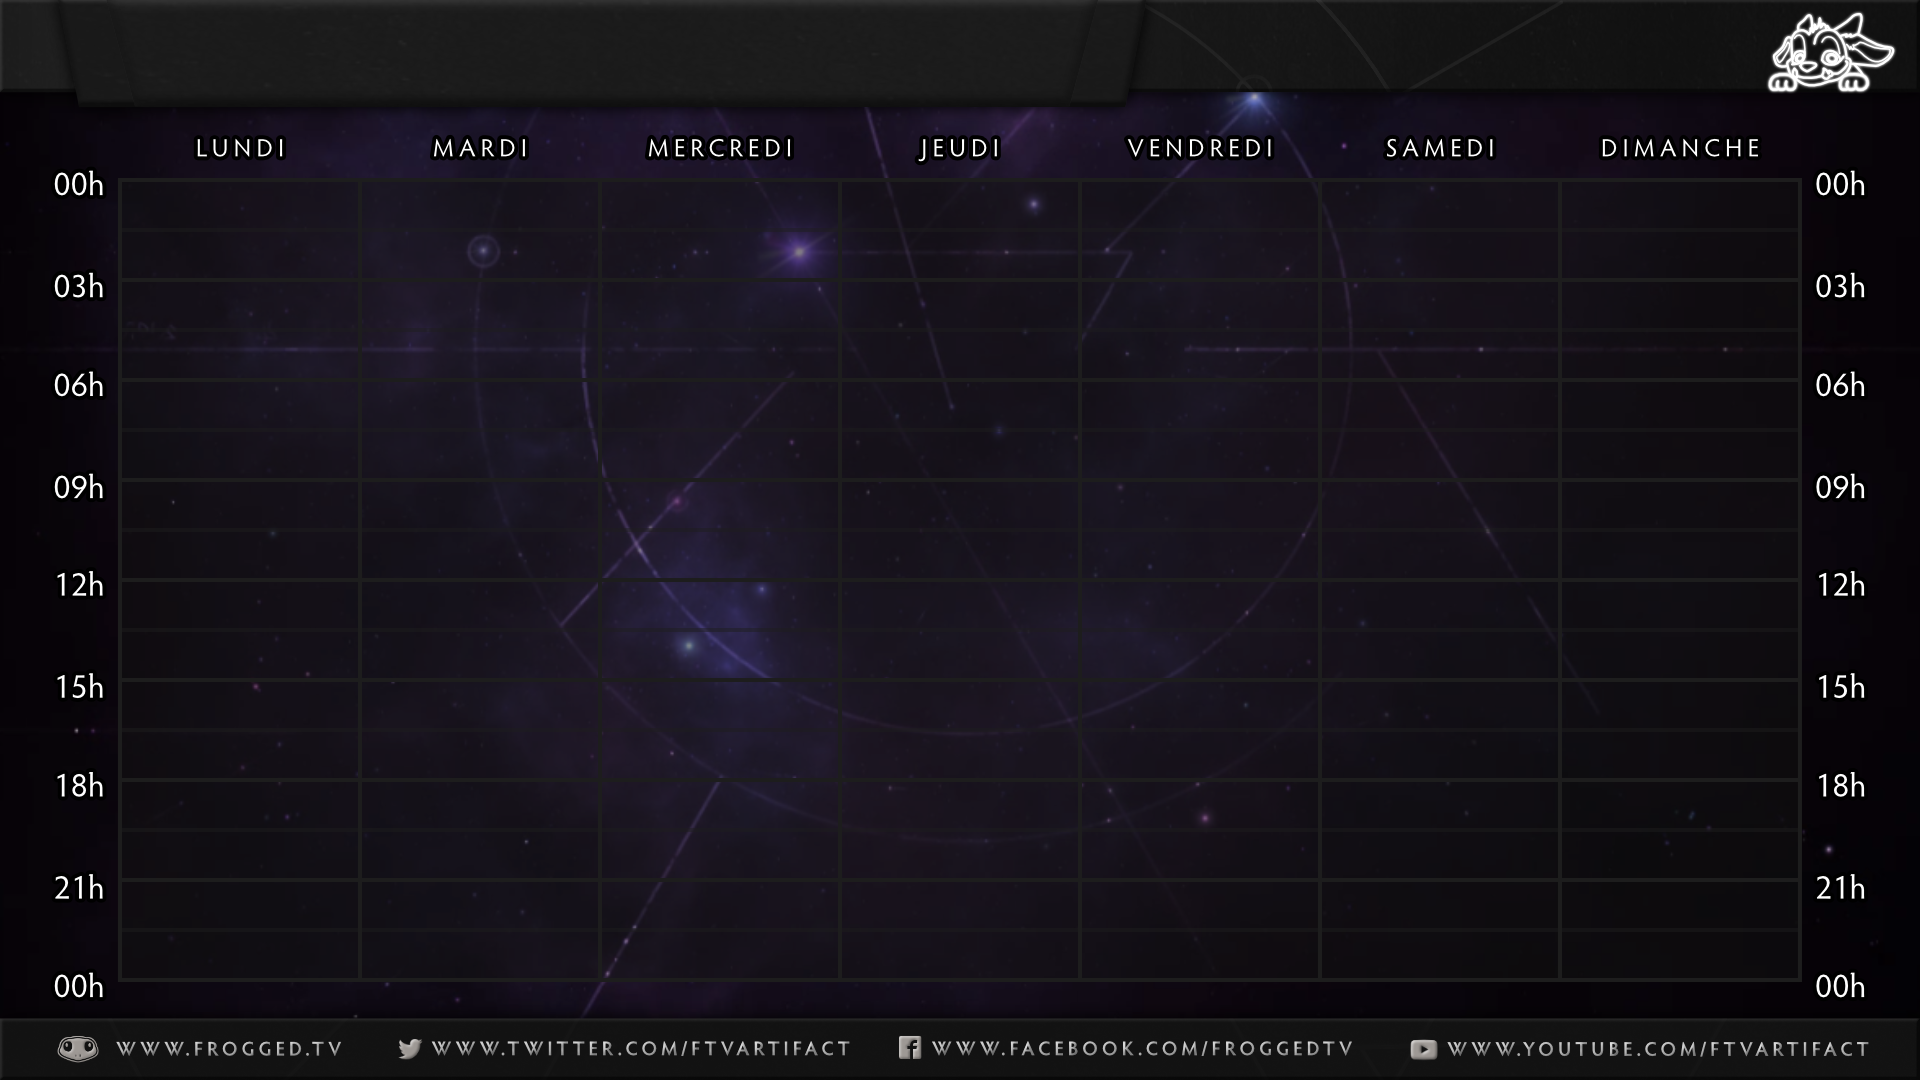 LUNDI MARDI MERCREDI JEUDI VENDREDI SAMEDI DIMANCHE
00h 00h
03h 03h
06h 06h
09h 09h
12h 12h
15h 15h
18h 18h
21h 21h
00h 00h
WWW.FROGGED.TV WWW.TWITTER.COM/FTVARTIFACT WWW.FACEBOOK.COM/FROGGEDTV WWW.YOUTUBE.COM/FTVARTIFACT